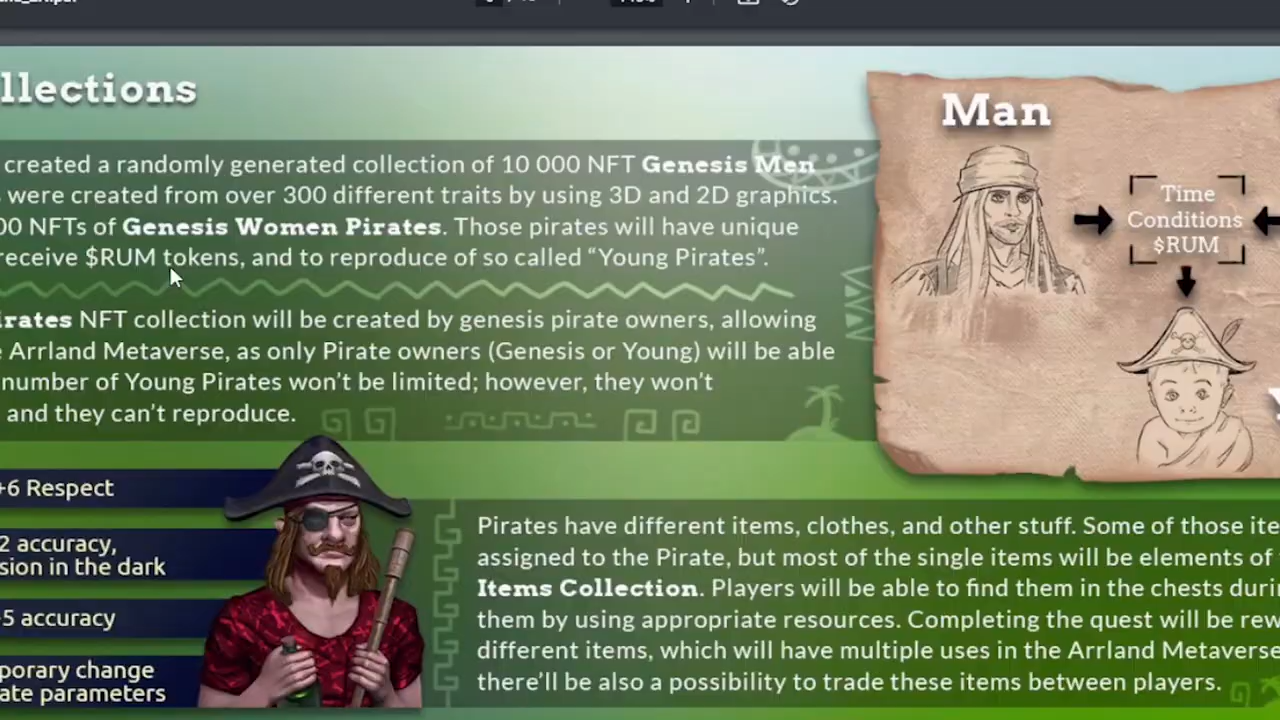 llections
created a randomly generated collection of 10 000 NFT Genesis Men
were created from over 300 different traits by using 3D and 2D graphics.
00 NFTs of Genesis Women Pirates. Those pirates will have unique
receive $RUM tokens, and to reproduce of so called “Young Pirates”.
irates NFT collection will be created by genesis pirate owners, allowing
Arrland Metaverse, as only Pirate owners (Genesis or Young) will be able
number of Young Pirates won’t be limited; however, they won’t
and they can’t reproduce.
Man
Time
Conditions
$RUM
+6 Respect
2 accuracy,
sion in the dark
5 accuracy
porary change
ate parameters
Pirates have different items, clothes, and other stuff. Some of those ite
assigned to the Pirate, but most of the single items will be elements of
Items Collection. Players will be able to find them in the chests duri
them by using appropriate resources. Completing the quest will be rew
different items, which will have multiple uses in the Arrland Metaverse
there’ll be also a possibility to trade these items between players.